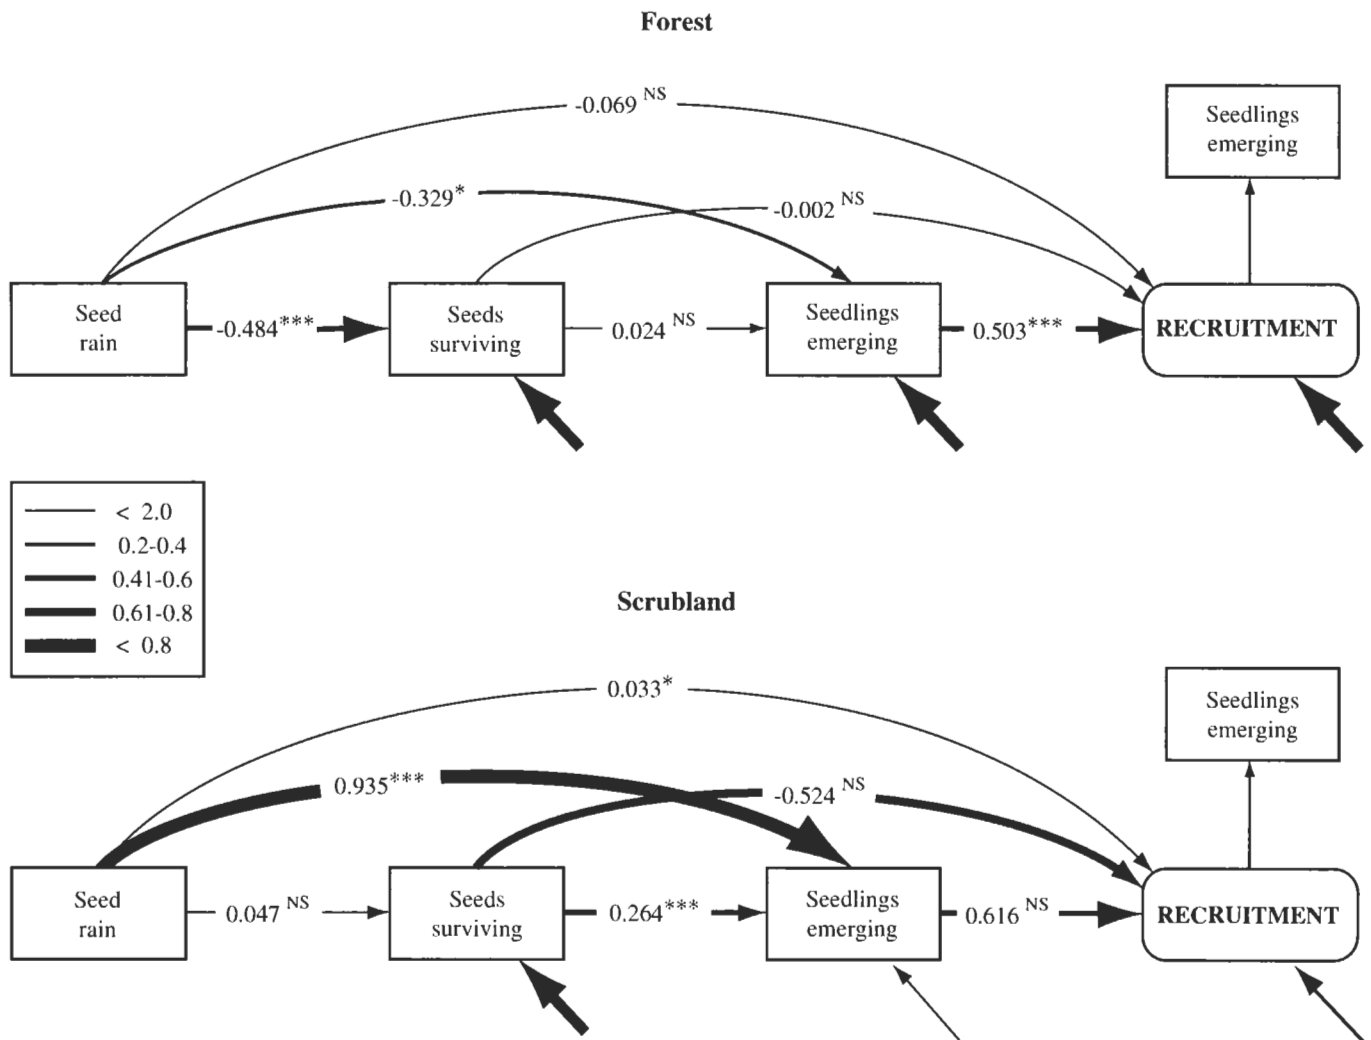 Forest
-0.069 NS
Seedlings
emerging
-0.329*
-0.002 NS
Seed
rain
-0.484***
Seeds
surviving
0.024 NS
Seedlings
emerging
0.503***
RECRUITMENT
< 2.0
0.2-0.4
0.41-0.6
0.61-0.8
< 0.8
Scrubland
0.033*
Seedlings
emerging
0.935***
-0.524 NS
Seed
rain
0.047 NS
Seeds
surviving
0.264***
Seedlings
emerging
0.616 NS
RECRUITMENT